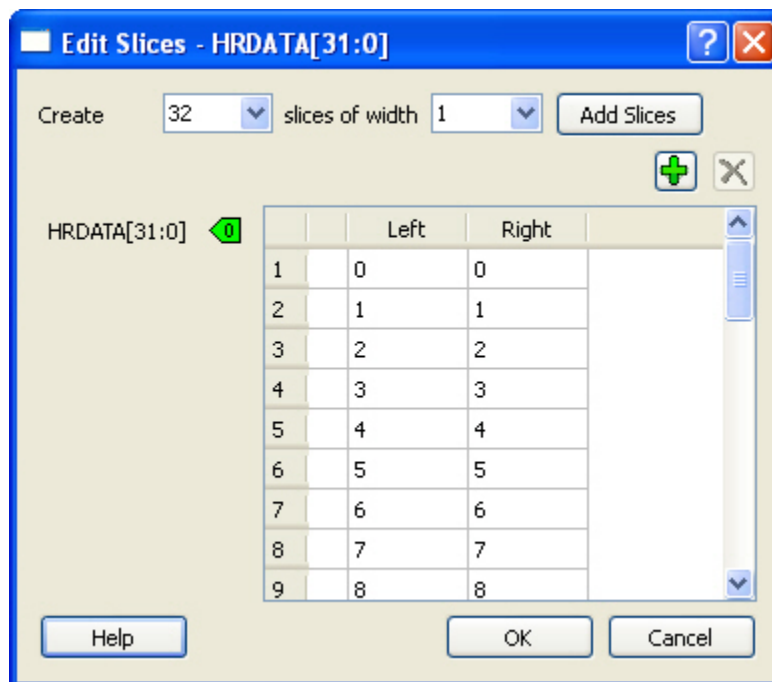 Edit Slices - HRDATA[31:0]
Create 32 slices of width 1 Add Slices
HRDATA[31:0] 0
Left Right
1 0 0
2 1 1
3 2 2
4 3 3
5 4 4
6 5 5
7 6 6
8 7 7
9 8 8
Help OK Cancel